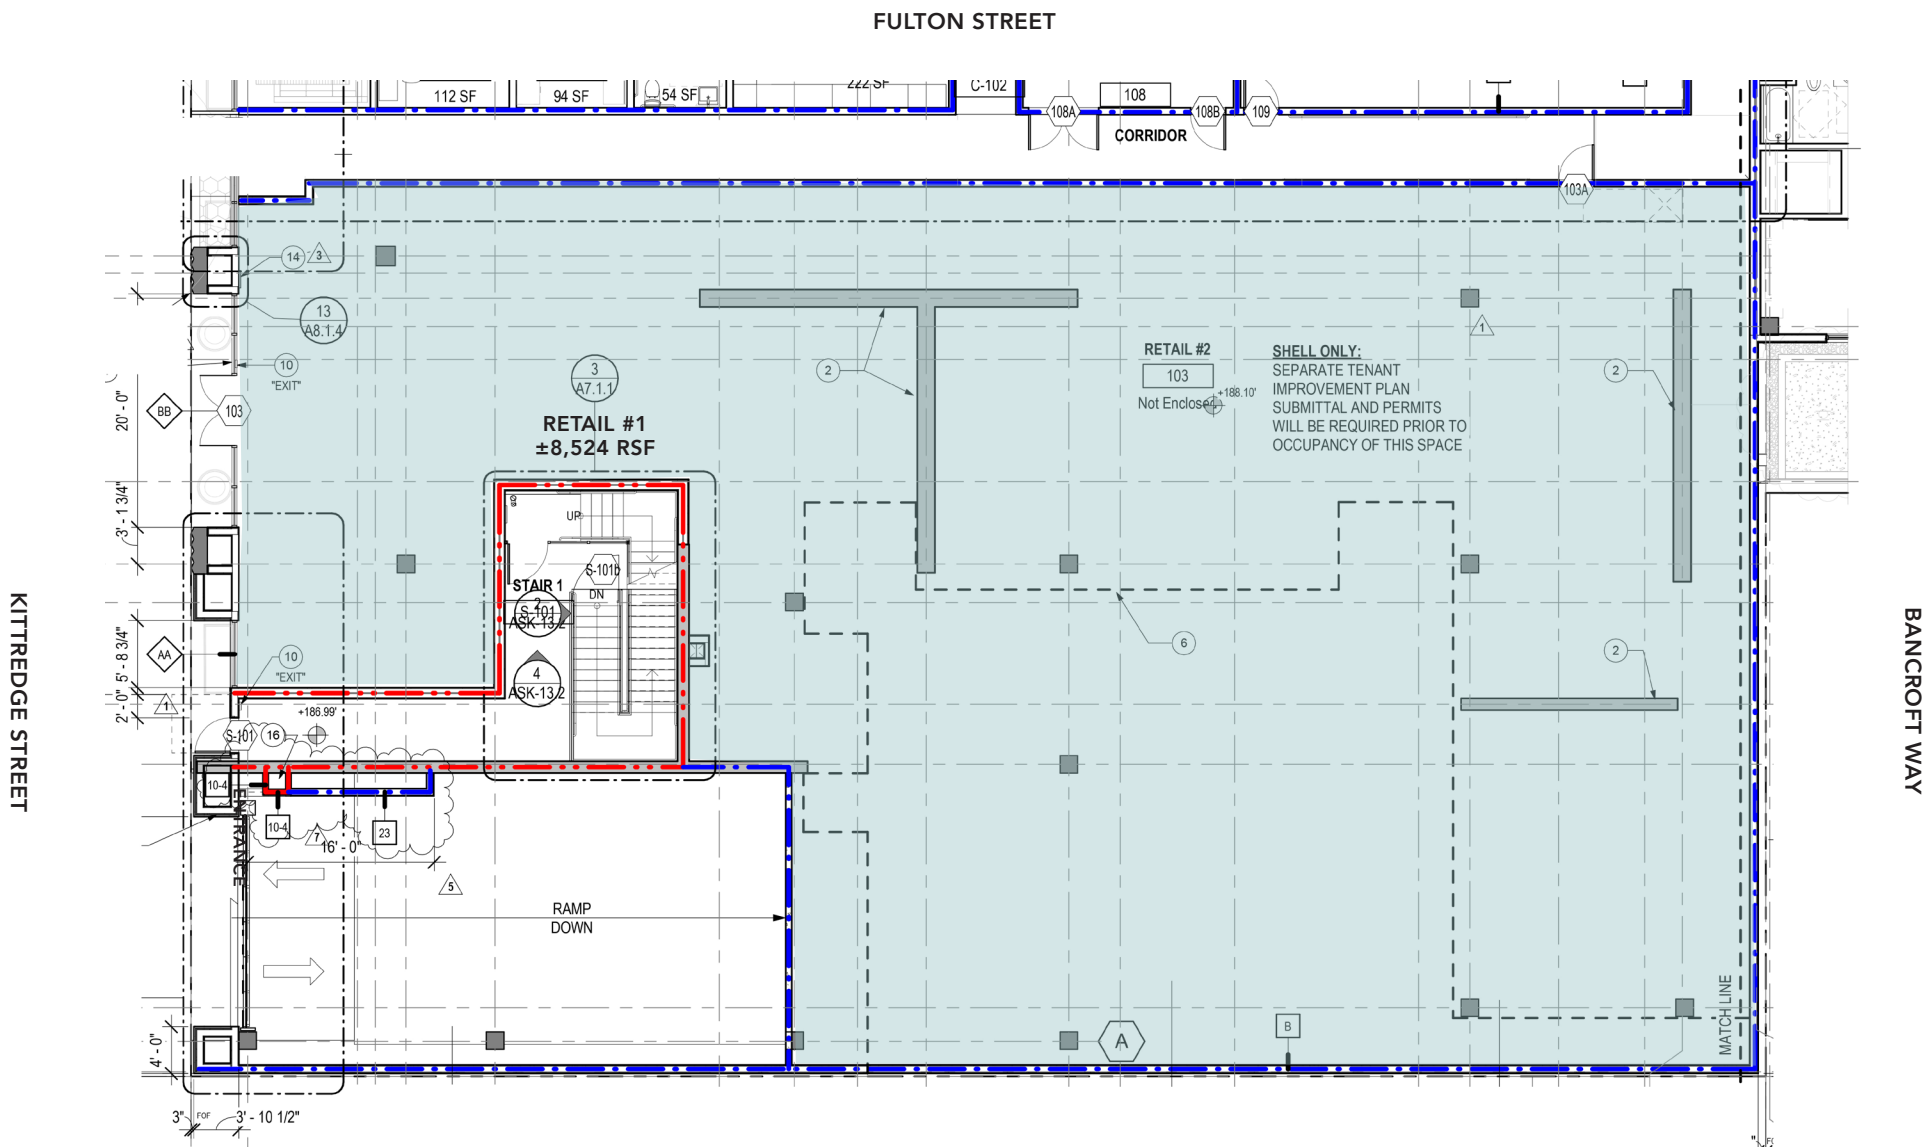 FULTON STREET
112 SF
94 SF
54 SF
222 SF
C-102
108
108A
108B
109
CORRIDOR
103A
14
3
13
A8.1.4
10
"EXIT"
3
A7.1.1
2
RETAIL #2
103
Not Enclosed
+188.10'
SHELL ONLY:
SEPARATE TENANT
IMPROVEMENT PLAN
SUBMITTAL AND PERMITS
WILL BE REQUIRED PRIOR TO
OCCUPANCY OF THIS SPACE
1
2
BB
103
20' - 0"
RETAIL #1
±8,524 RSF
3' - 1 3/4"
UP
S-101b
STAIR 1
DN
2
S-101
ASK-13.2
4
ASK-13.2
6
2
AA
5' - 8 3/4"
10
"EXIT"
2' - 0"
1
+186.99'
S-101
16
10-4
ENTRANCE
10-4
7
23
16' - 0"
5
RAMP
DOWN
KITTREDGE STREET
BANCROFT WAY
MATCH LINE
A
B
4' - 0"
3"
FOF
3' - 10 1/2"